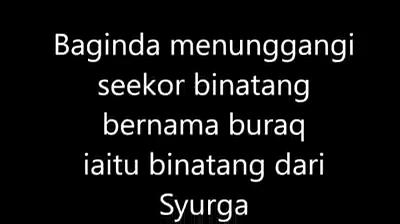 Baginda menunggangi
seekor binatang
bernama buraq
iaitu binatang dari
Syurga